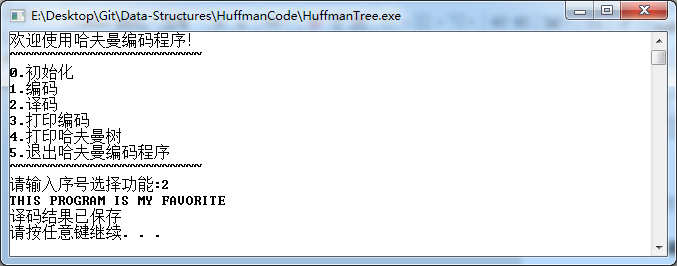 E:\Desktop\Git\Data-Structures\HuffmanCode\HuffmanTree.exe
欢迎使用哈夫曼编码程序!
~~~~~~~~~~~~~~~~~~~~~~~~
0.初始化
1.编码
2.译码
3.打印编码
4.打印哈夫曼树
5.退出哈夫曼编码程序
~~~~~~~~~~~~~~~~~~~~~~~~
请输入序号选择功能:2
THIS PROGRAM IS MY FAVORITE
译码结果已保存
请按任意键继续. . .